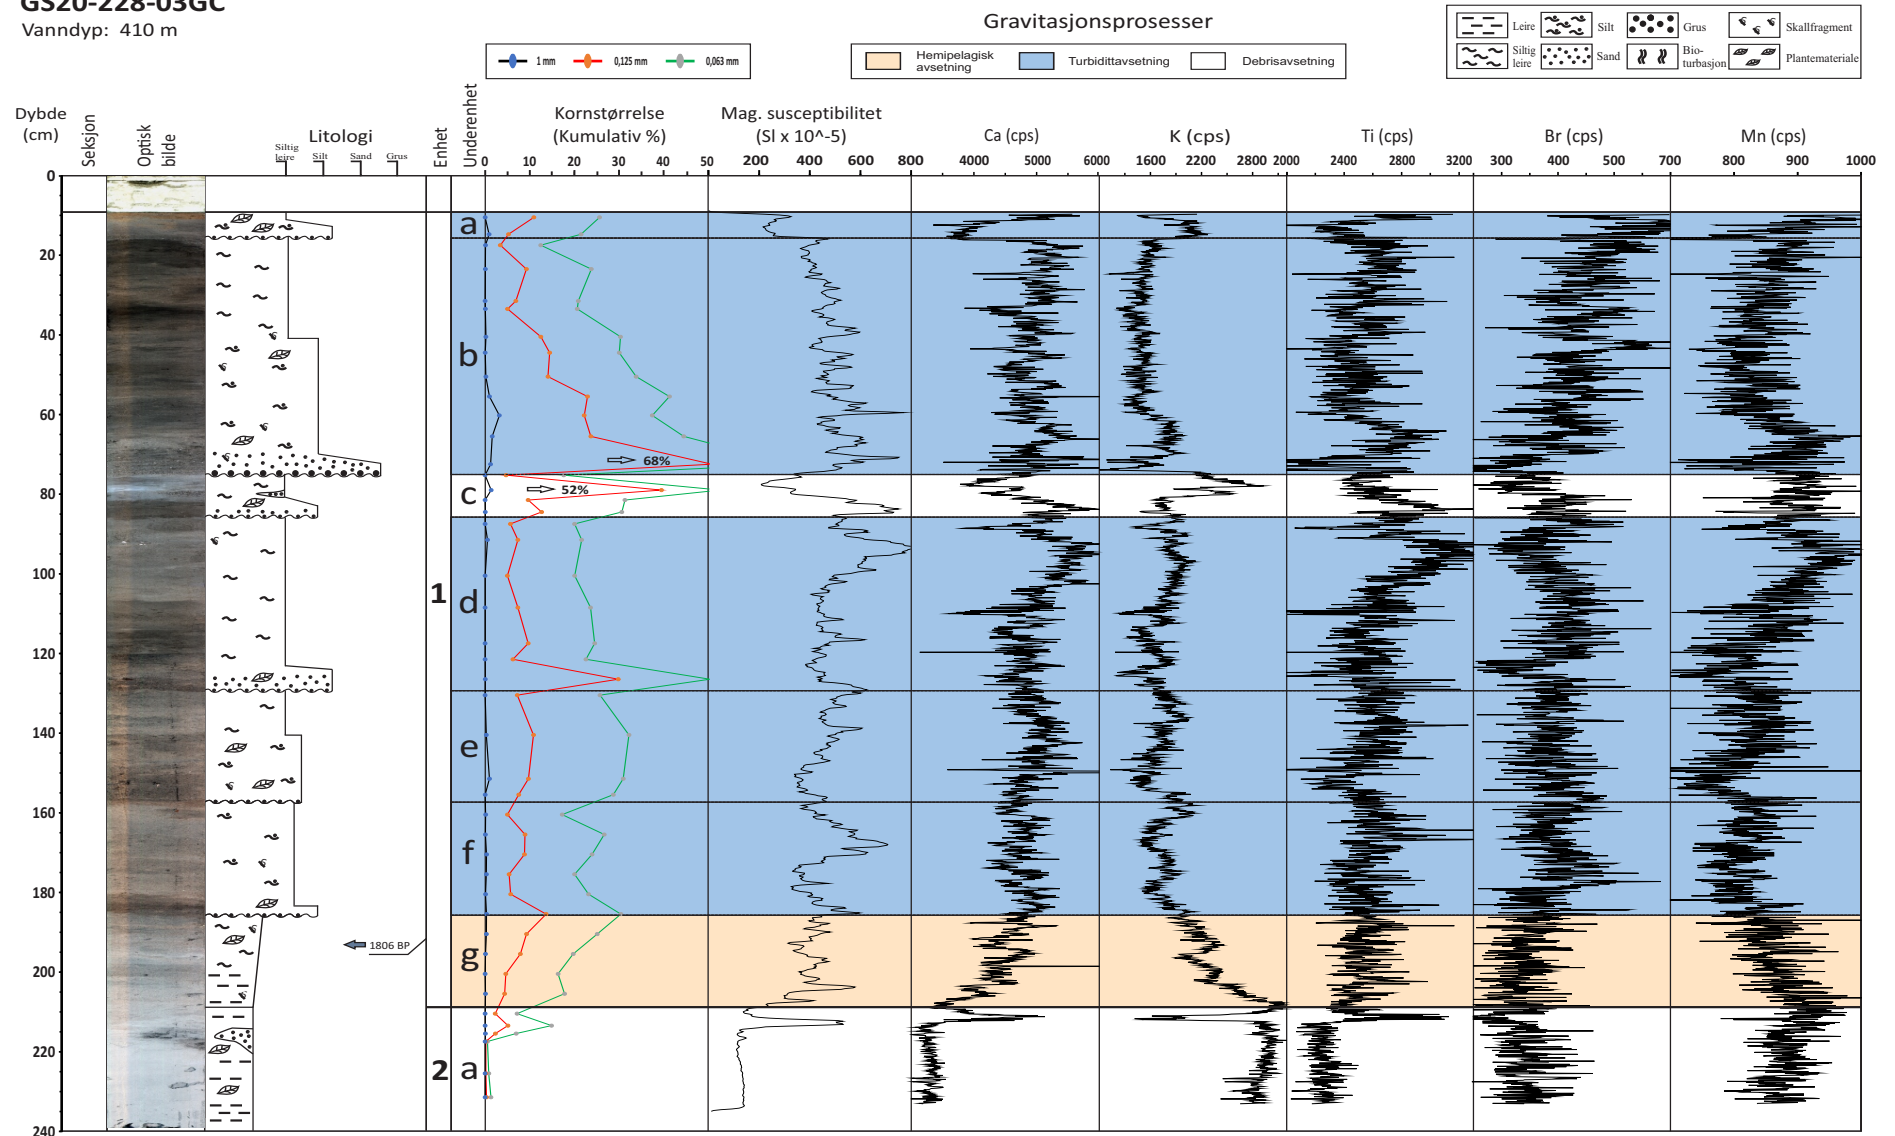 GS20-228-03GC
Vanndyp: 410 m
Gravitasjonsprosesser
1 mm 0,125 mm 0,063 mm
Hemipelagisk avsetning Turbidittavsetning Debrisavsetning
Leire Silt Grus Skallfragment
Siltig leire Sand Bio-turbasjon Plantemateriale
Dybde (cm)
Seksjon
Optisk bilde
Litologi
Siltig leire Silt Sand Grus
Enhet
Underenhet
Kornstørrelse (Kumulativ %)
Mag. susceptibilitet (SI x 10^-5)
Ca (cps)
K (cps)
Ti (cps)
Br (cps)
Mn (cps)
0 10 20 30 40 50
200 400 600 800
4000 5000 6000
1600 2200 2800
2000 2400 2800 3200
300 400 500 700
800 900 1000
0
20
40
60
80
100
120
140
160
180
200
220
240
a
b
68%
c
52%
1
d
e
f
1806 BP
g
2
a